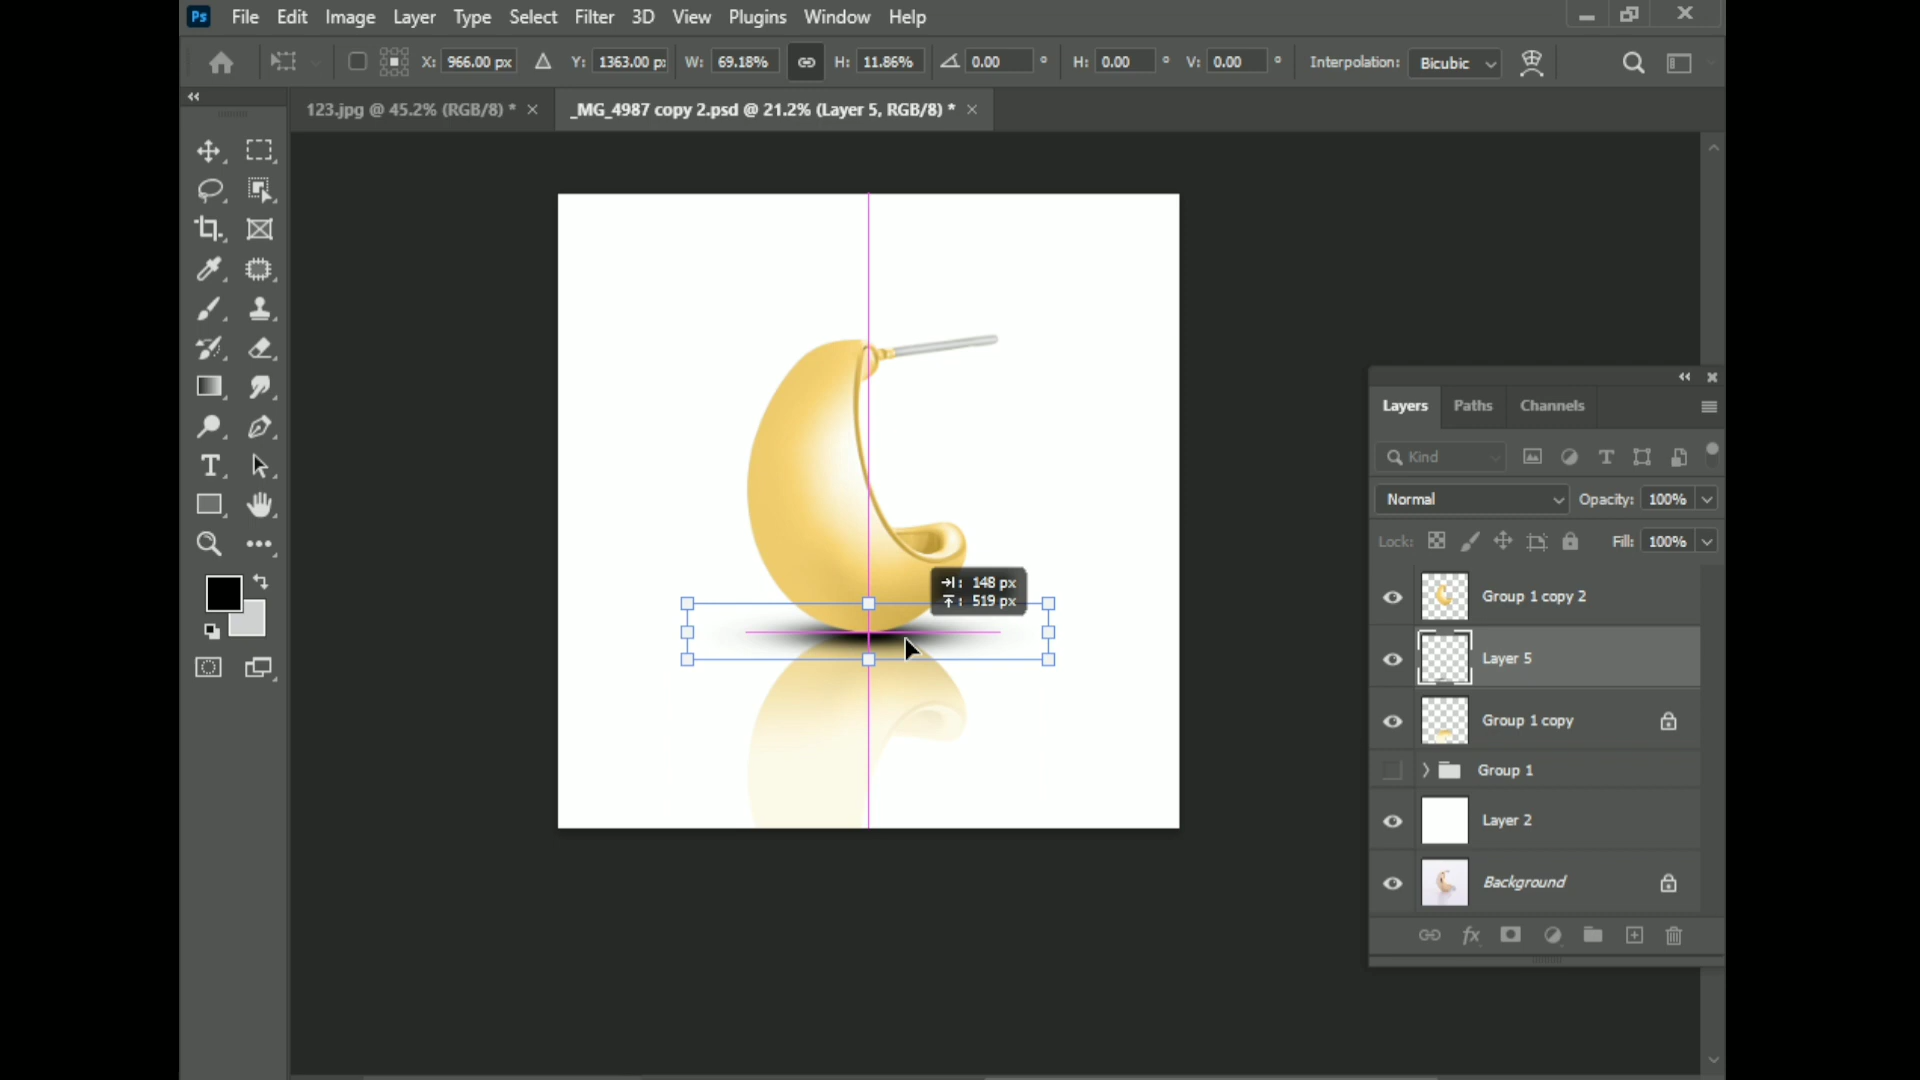 Ps File Edit Image Layer Type Select Filter 3D View Plugins Window Help
X: 966.00 px Y: 1363.00 p: W: 69.18% H: 11.86% 0.00 ° H: 0.00 ° V: 0.00 ° Interpolation: Bicubic
123.jpg @ 45.2% (RGB/8) * _MG_4987 copy 2.psd @ 21.2% (Layer 5, RGB/8) *
148 px
519 px
Layers Paths Channels
Kind
Normal Opacity: 100%
Lock: Fill: 100%
Group 1 copy 2
Layer 5
Group 1 copy
Group 1
Layer 2
Background
fx